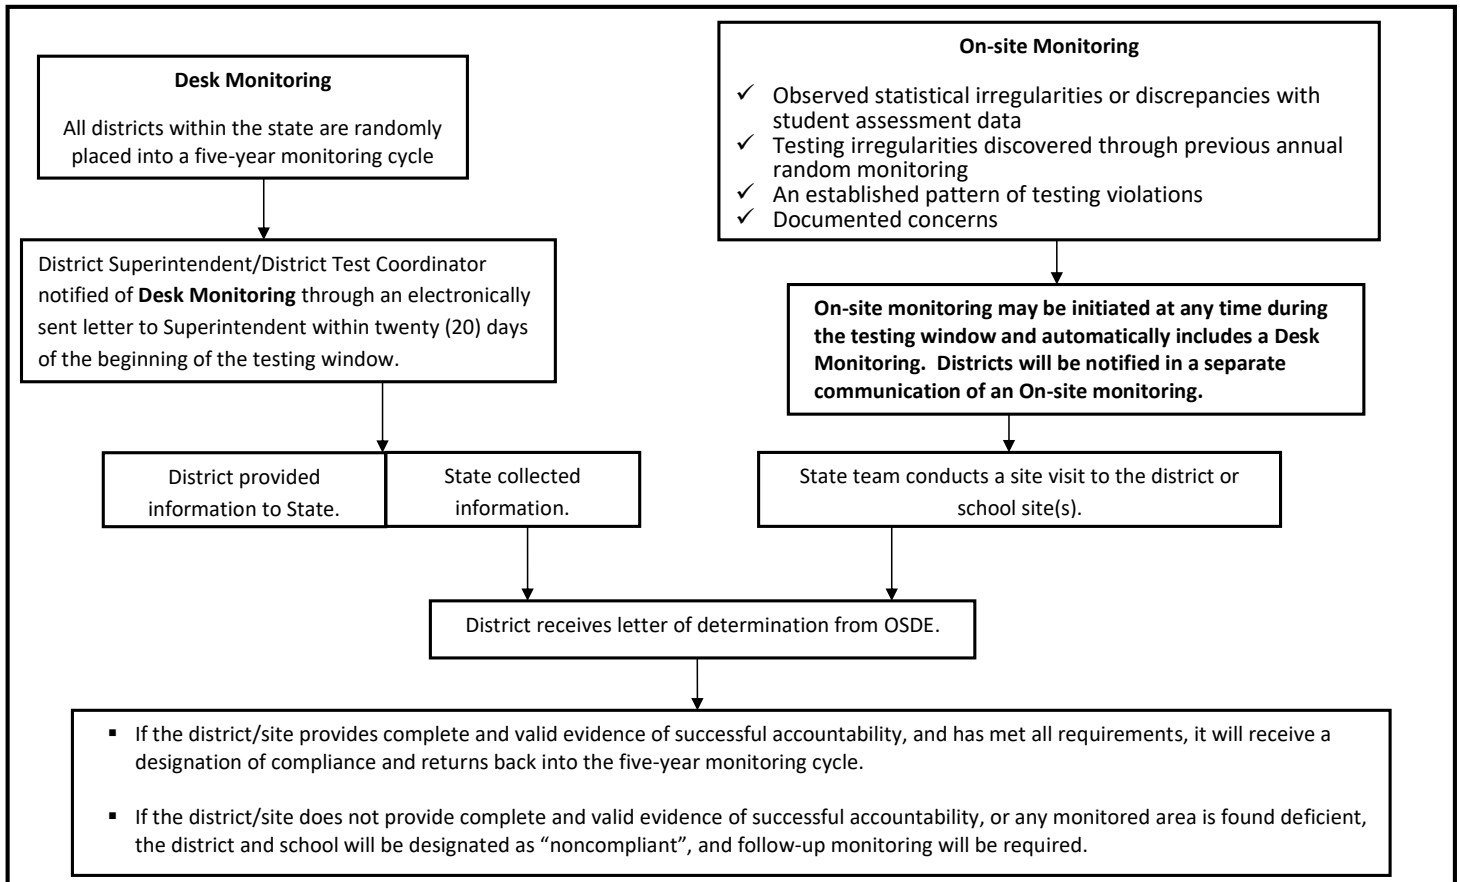 Desk Monitoring
All districts within the state are randomly
placed into a five-year monitoring cycle
On-site Monitoring
✓ Observed statistical irregularities or discrepancies with
student assessment data
✓ Testing irregularities discovered through previous annual
random monitoring
✓ An established pattern of testing violations
✓ Documented concerns
District Superintendent/District Test Coordinator
notified of Desk Monitoring through an electronically
sent letter to Superintendent within twenty (20) days
of the beginning of the testing window.
On-site monitoring may be initiated at any time during
the testing window and automatically includes a Desk
Monitoring.  Districts will be notified in a separate
communication of an On-site monitoring.
District provided
information to State.
State collected
information.
State team conducts a site visit to the district or
school site(s).
District receives letter of determination from OSDE.
▪ If the district/site provides complete and valid evidence of successful accountability, and has met all requirements, it will receive a
designation of compliance and returns back into the five-year monitoring cycle.
▪ If the district/site does not provide complete and valid evidence of successful accountability, or any monitored area is found deficient,
the district and school will be designated as “noncompliant”, and follow-up monitoring will be required.